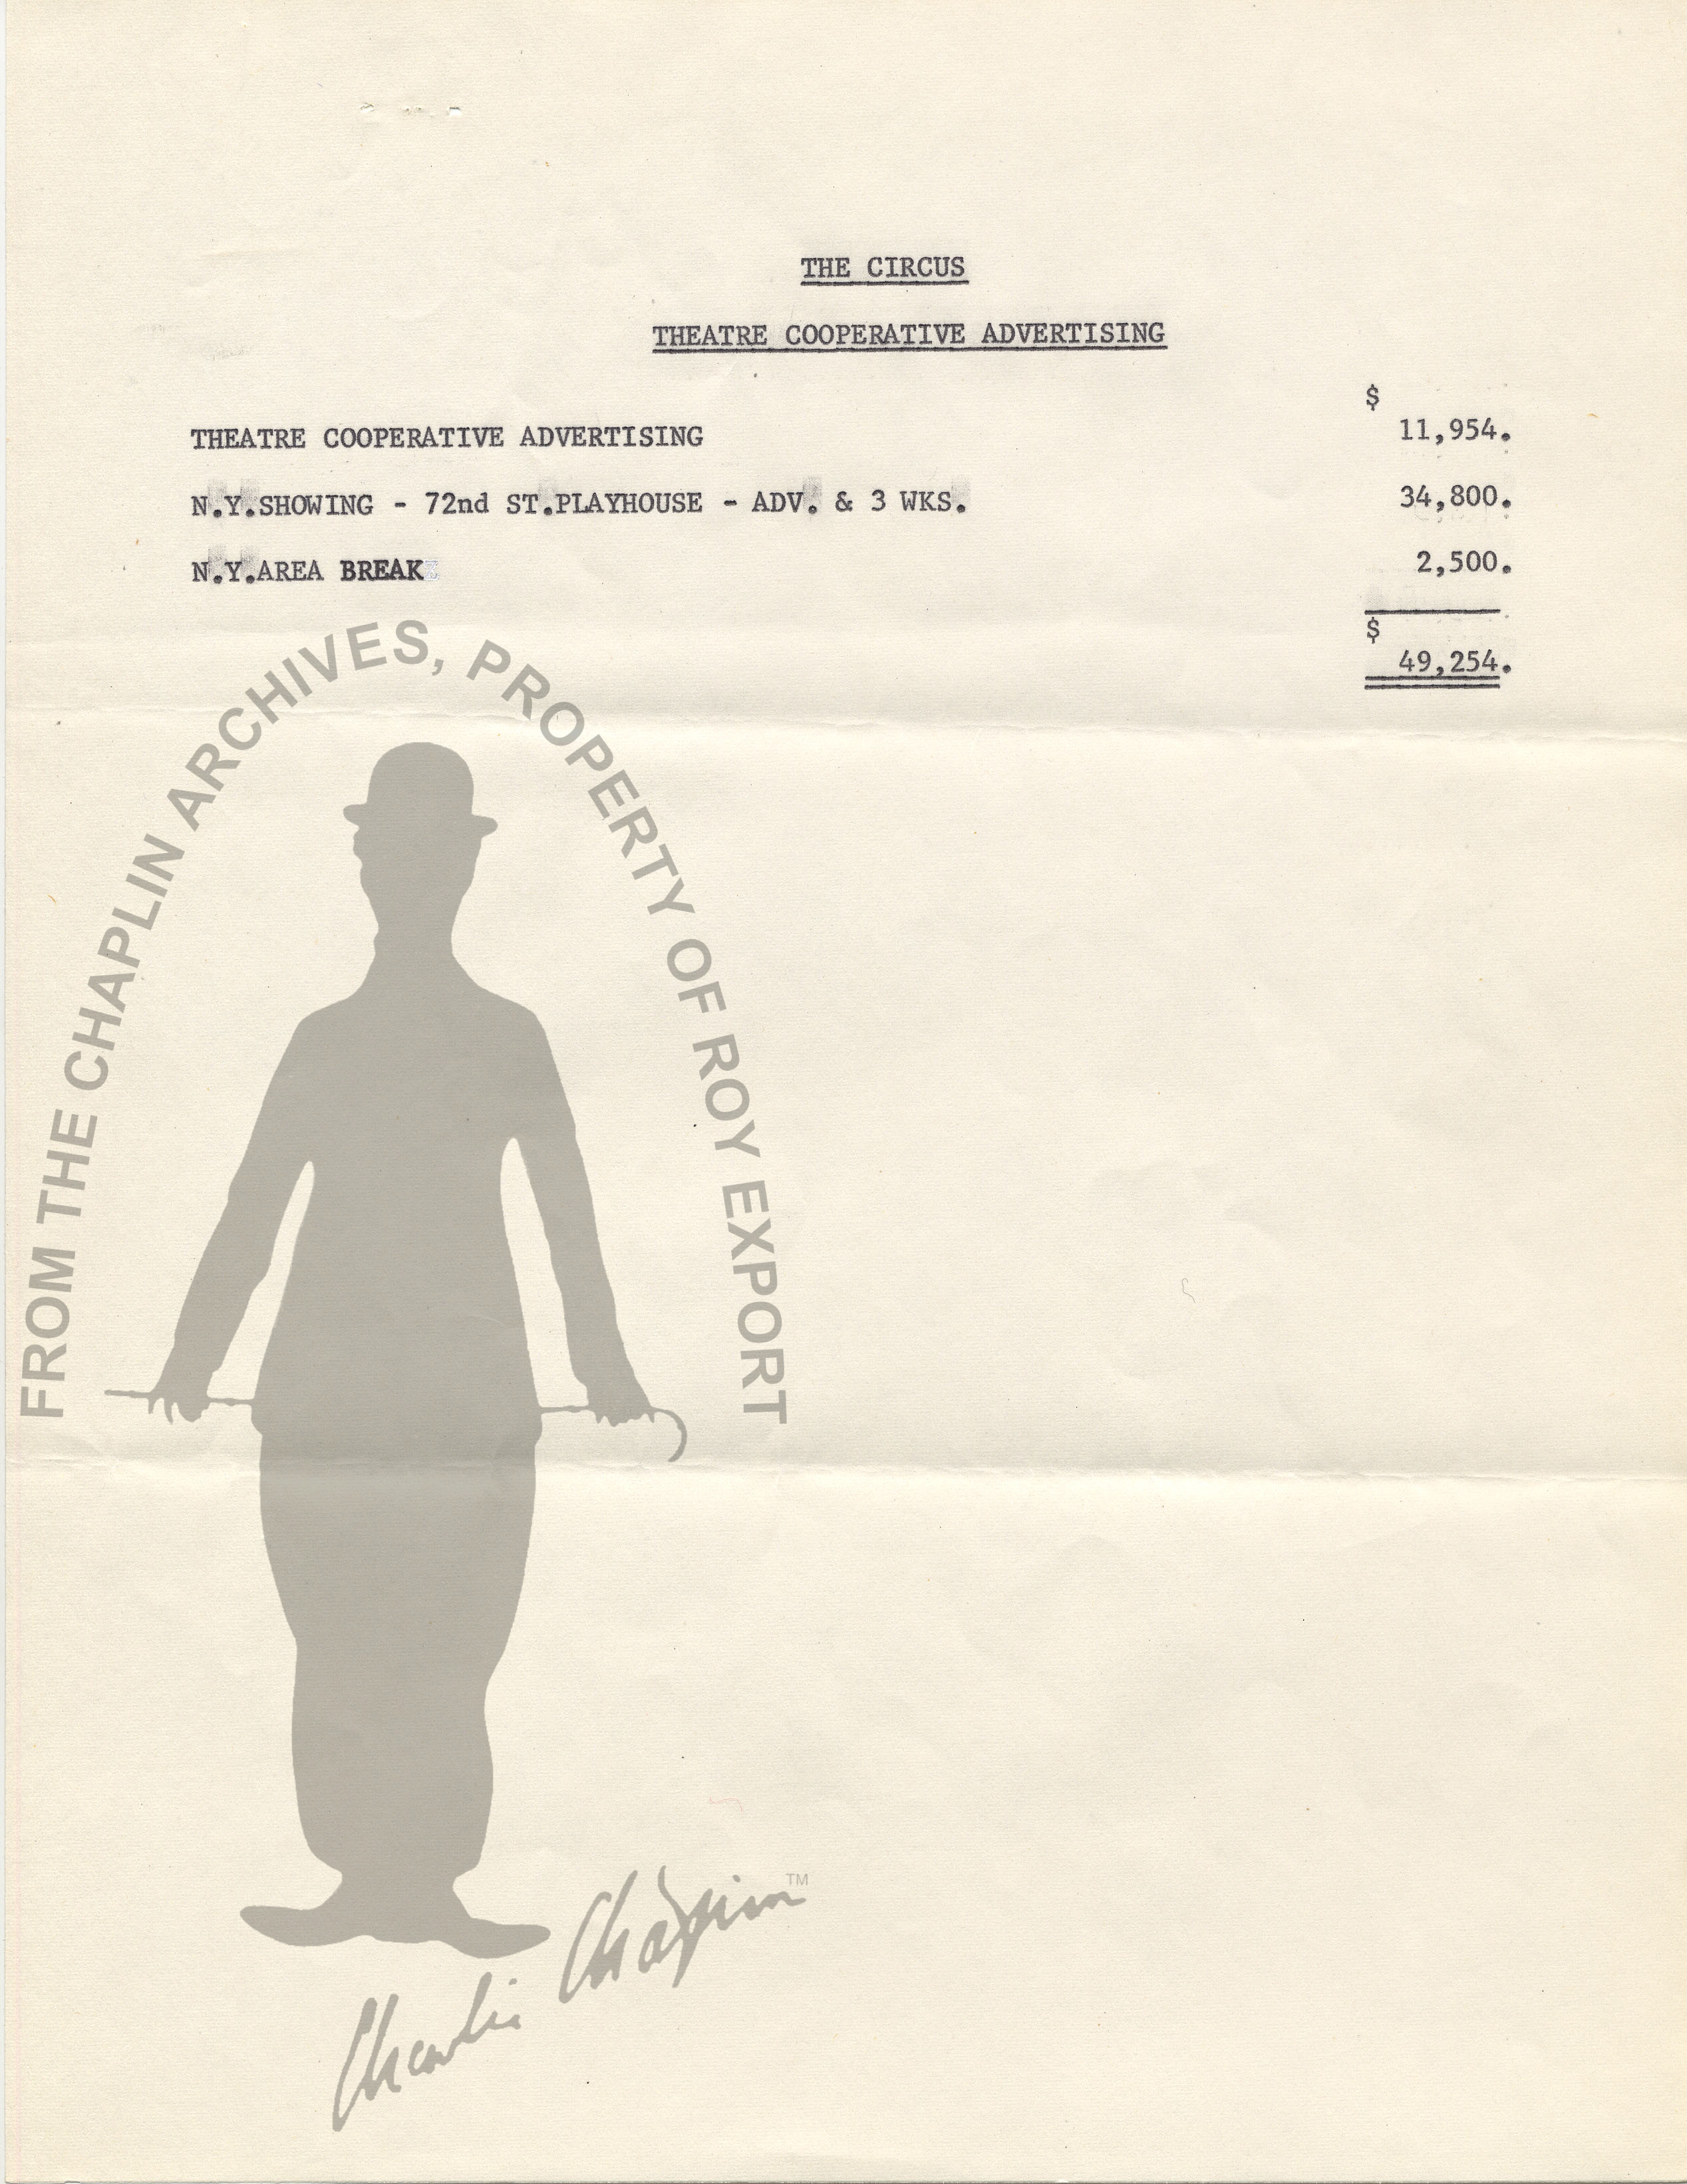 THE CIRCUS
THEATRE COOPERATIVE ADVERTISING
$
THEATRE COOPERATIVE ADVERTISING 11,954.
N.Y.SHOWING - 72nd ST.PLAYHOUSE - ADV. & 3 WKS. 34,800.
N.Y.AREA BREAK 2,500.
$
49,254.
FROM THE CHAPLIN ARCHIVES, PROPERTY OF ROY EXPORT
Charlie Chaplin TM